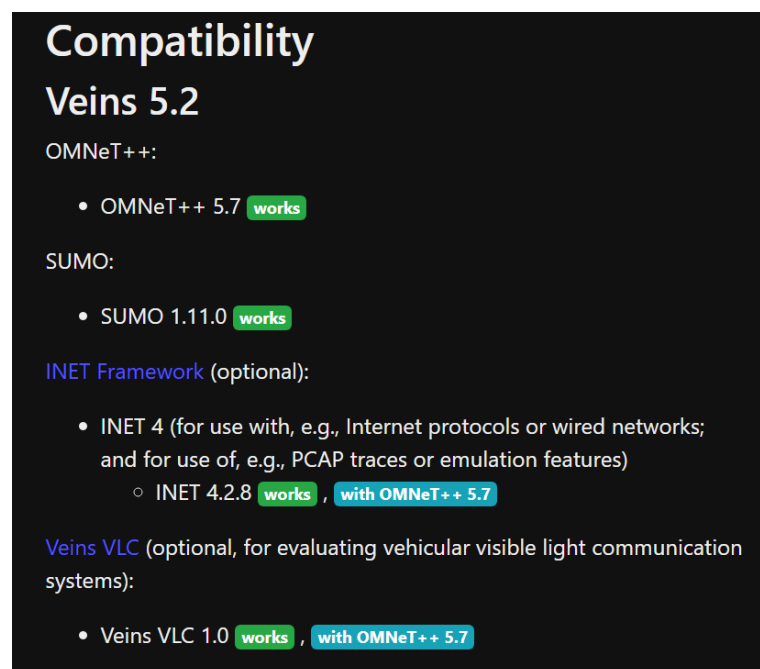 Compatibility
Veins 5.2
OMNeT++:
• OMNeT++ 5.7 works
SUMO:
• SUMO 1.11.0 works
INET Framework (optional):
• INET 4 (for use with, e.g., Internet protocols or wired networks;
and for use of, e.g., PCAP traces or emulation features)
○ INET 4.2.8 works , with OMNeT++ 5.7
Veins VLC (optional, for evaluating vehicular visible light communication
systems):
• Veins VLC 1.0 works , with OMNeT++ 5.7